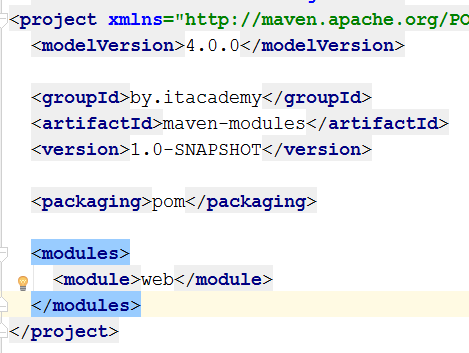 <project xmlns="http://maven.apache.org/PO
<modelVersion>4.0.0</modelVersion>
<groupId>by.itacademy</groupId>
<artifactId>maven-modules</artifactId>
<version>1.0-SNAPSHOT</version>
<packaging>pom</packaging>
<modules>
<module>web</module>
</modules>
</project>